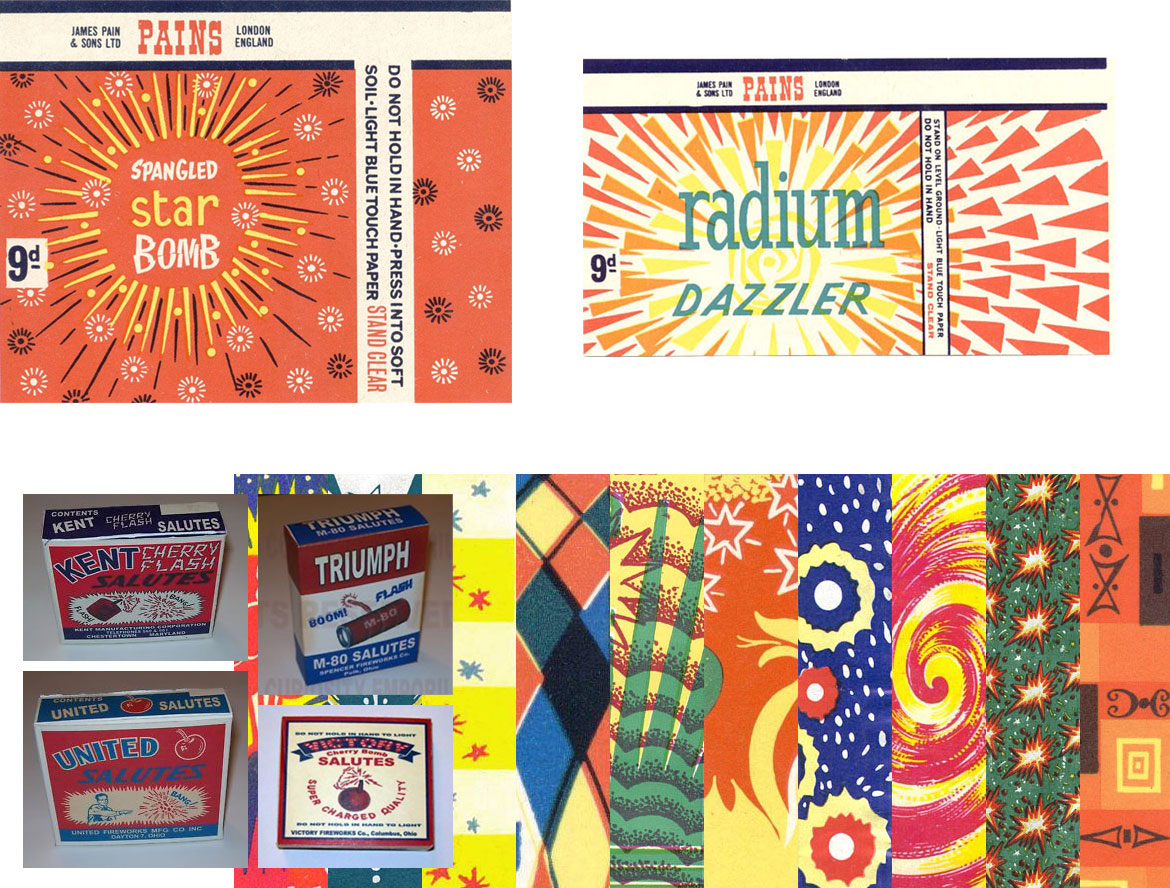 JAMES PAIN
& SONS LTD
PAINS
LONDON
ENGLAND
SPANGLED
star
BOMB
9d
DO NOT HOLD IN HAND-PRESS INTO SOFT
SOIL-LIGHT BLUE TOUCH PAPER STAND CLEAR
JAMES PAIN
& SONS LTD
PAINS
LONDON
ENGLAND
radium
DAZZLER
9d
STAND ON LEVEL GROUND-LIGHT BLUE TOUCH PAPER
DO NOT HOLD IN HAND STAND CLEAR
CONTENTS
KENT CHERRY FLASH SALUTES
KENT CHERRY
FLASH
SALUTES
FLASH
BANG!
KENT MANUFACTURING CORPORATION
CHESTERTOWN MARYLAND
TRIUMPH
M-80 SALUTES
TRIUMPH
FLASH
BOOM!
M-80
M-80 SALUTES
SPENCER FIREWORKS Co.
Polk, Ohio
CONTENTS
UNITED SALUTES
UNITED
SALUTES
BANG!
UNITED FIREWORKS MFG CO INC
DAYTON 7, OHIO
DO NOT HOLD IN HAND TO LIGHT
VICTORY
Cherry Bomb
SALUTES
SUPER CHARGED QUALITY
DO NOT HOLD IN HAND TO LIGHT
VICTORY FIREWORKS Co., Columbus, Ohio